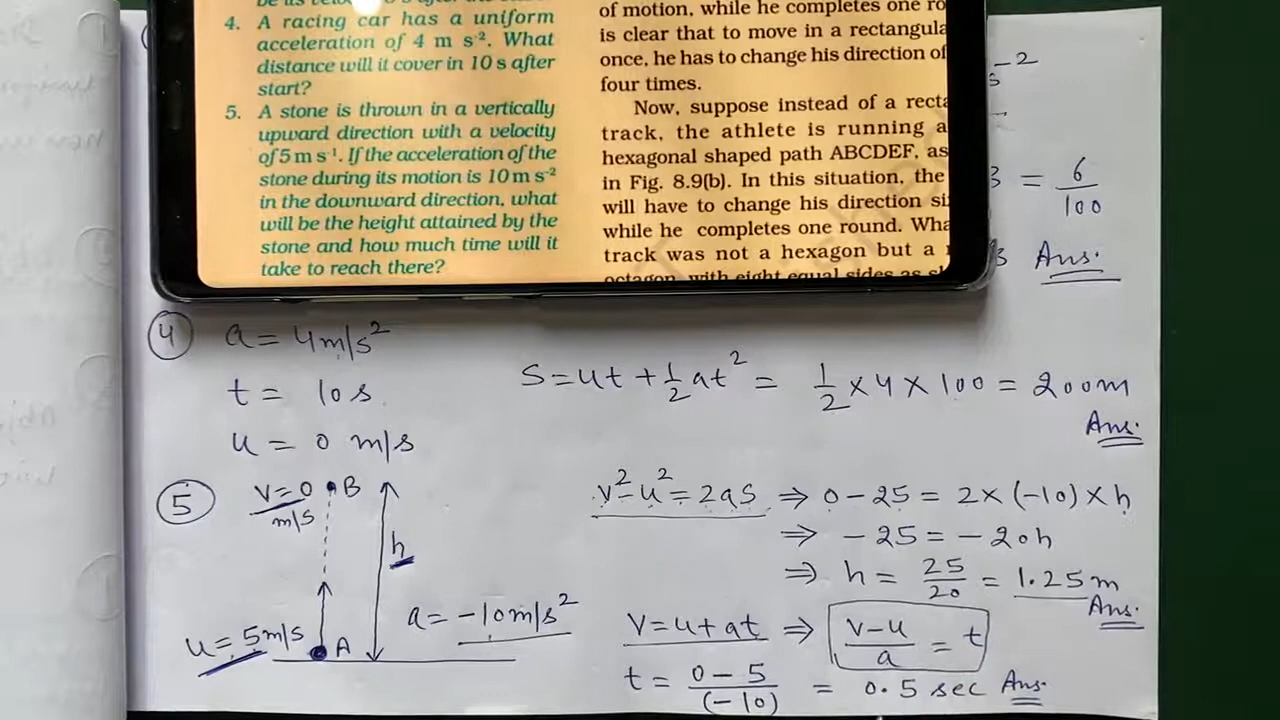 4. A racing car has a uniform
acceleration of 4 m s-2. What
distance will it cover in 10 s after
start?
5. A stone is thrown in a vertically
upward direction with a velocity
of 5 m s-1. If the acceleration of the
stone during its motion is 10 m s-2
in the downward direction, what
will be the height attained by the
stone and how much time will it
take to reach there?
of motion, while he completes one ro
is clear that to move in a rectangula
once, he has to change his direction of
four times.
Now, suppose instead of a recta
track, the athlete is running a
hexagonal shaped path ABCDEF, as
in Fig. 8.9(b). In this situation, the
will have to change his direction si
while he completes one round. Wha
track was not a hexagon but a
octagon, with eight equal sides as
s-2
3 = 6/100
Ans.
4 a = 4m/s2
t = 10s
u = 0 m/s
S = ut + 1/2 at2 = 1/2 × 4 × 100 = 200m
Ans.
5 v=0 m/s B
h
u = 5m/s A
a = -10m/s2
v2-u2 = 2as ⇒ 0 - 25 = 2×(-10)×h
⇒ -25 = -20h
⇒ h = 25/20 = 1.25m
Ans.
v=u+at ⇒ v-u/a = t
t = 0-5/(-10) = 0.5 sec Ans.